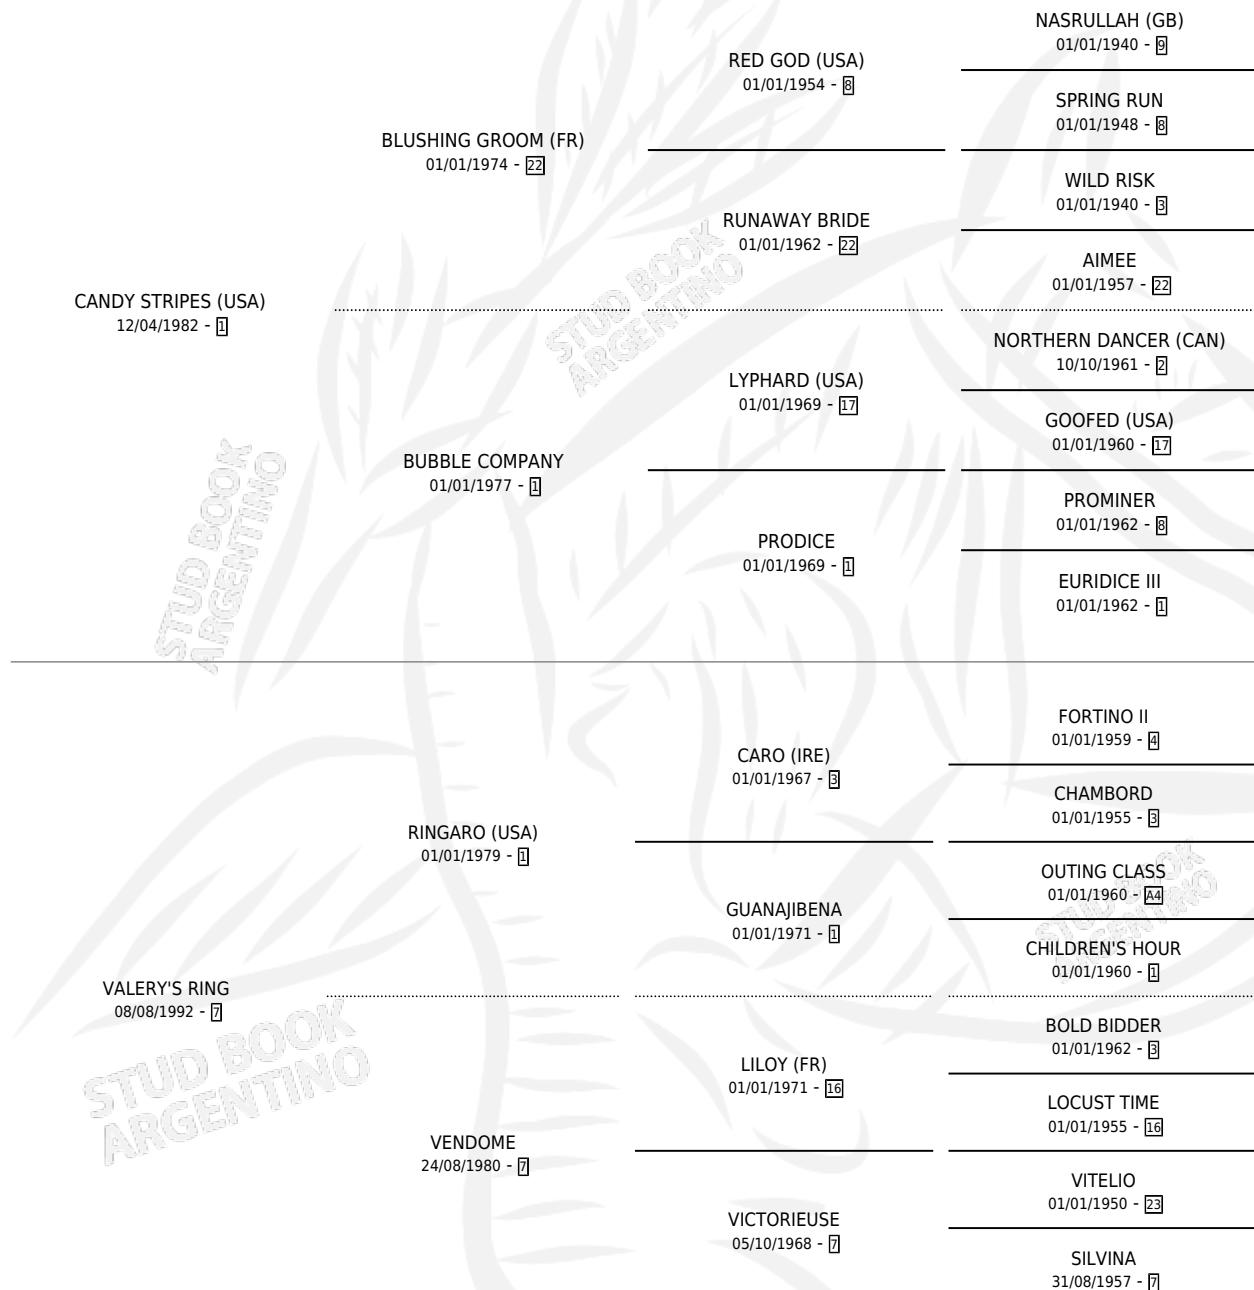 NASRULLAH (GB)
01/01/1940 - 9
RED GOD (USA)
01/01/1954 - 8
SPRING RUN
01/01/1948 - 8
BLUSHING GROOM (FR)
01/01/1974 - 22
WILD RISK
01/01/1940 - 3
RUNAWAY BRIDE
01/01/1962 - 22
AIMEE
01/01/1957 - 22
CANDY STRIPES (USA)
12/04/1982 - 1
NORTHERN DANCER (CAN)
10/10/1961 - 2
LYPHARD (USA)
01/01/1969 - 17
GOOFED (USA)
01/01/1960 - 17
BUBBLE COMPANY
01/01/1977 - 1
PROMINER
01/01/1962 - 8
PRODICE
01/01/1969 - 1
EURIDICE III
01/01/1962 - 1
FORTINO II
01/01/1959 - 4
CARO (IRE)
01/01/1967 - 3
CHAMBORD
01/01/1955 - 3
RINGARO (USA)
01/01/1979 - 1
OUTING CLASS
01/01/1960 - A4
GUANAJIBENA
01/01/1971 - 1
CHILDREN'S HOUR
01/01/1960 - 1
VALERY'S RING
08/08/1992 - 7
BOLD BIDDER
01/01/1962 - 3
LILOY (FR)
01/01/1971 - 16
LOCUST TIME
01/01/1955 - 16
VENDOME
24/08/1980 - 7
VITELIO
01/01/1950 - 23
VICTORIEUSE
05/10/1968 - 7
SILVINA
31/08/1957 - 7
STUD BOOK
ARGENTINO
STUD BOOK
ARGENTINO
STUD BOOK
ARGENTINO
STUD BOOK
ARGENTINO